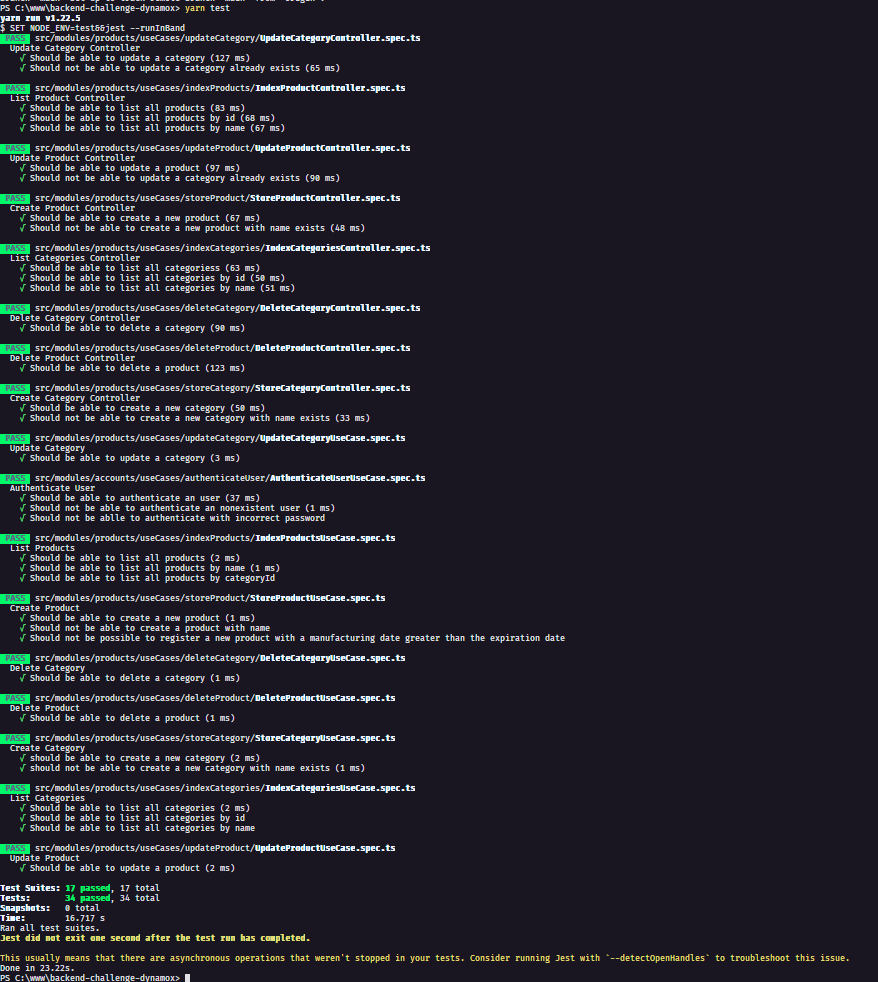 PS C:\www\backend-challenge-dynamox> yarn test
yarn run v1.22.5
$ SET NODE_ENV=test&&jest --runInBand
PASS src/modules/products/useCases/updateCategory/UpdateCategoryController.spec.ts
Update Category Controller
√ Should be able to update a category (127 ms)
√ Should not be able to update a category already exists (65 ms)
PASS src/modules/products/useCases/indexProducts/IndexProductController.spec.ts
List Product Controller
√ Should be able to list all products (83 ms)
√ Should be able to list all products by id (68 ms)
√ Should be able to list all products by name (67 ms)
PASS src/modules/products/useCases/updateProduct/UpdateProductController.spec.ts
Update Product Controller
√ Should be able to update a product (97 ms)
√ Should not be able to update a category already exists (90 ms)
PASS src/modules/products/useCases/storeProduct/StoreProductController.spec.ts
Create Product Controller
√ Should be able to create a new product (67 ms)
√ Should not be able to create a new product with name exists (48 ms)
PASS src/modules/products/useCases/indexCategories/IndexCategoriesController.spec.ts
List Categories Controller
√ Should be able to list all categoriess (63 ms)
√ Should be able to list all categories by id (50 ms)
√ Should be able to list all categories by name (51 ms)
PASS src/modules/products/useCases/deleteCategory/DeleteCategoryController.spec.ts
Delete Category Controller
√ Should be able to delete a category (90 ms)
PASS src/modules/products/useCases/deleteProduct/DeleteProductController.spec.ts
Delete Product Controller
√ Should be able to delete a product (123 ms)
PASS src/modules/products/useCases/storeCategory/StoreCategoryController.spec.ts
Create Category Controller
√ Should be able to create a new category (50 ms)
√ Should not be able to create a new category with name exists (33 ms)
PASS src/modules/products/useCases/updateCategory/UpdateCategoryUseCase.spec.ts
Update Category
√ Should be able to update a category (3 ms)
PASS src/modules/accounts/useCases/authenticateUser/AuthenticateUserUseCase.spec.ts
Authenticate User
√ Should be able to authenticate an user (37 ms)
√ Should not be able to authenticate an nonexistent user (1 ms)
√ Should not be ablle to authenticate with incorrect password
PASS src/modules/products/useCases/indexProducts/IndexProductsUseCase.spec.ts
List Products
√ Should be able to list all products (2 ms)
√ Should be able to list all products by name (1 ms)
√ Should be able to list all products by categoryId
PASS src/modules/products/useCases/storeProduct/StoreProductUseCase.spec.ts
Create Product
√ Should be able to create a new product (1 ms)
√ Should not be able to create a product with name
√ Should not be possible to register a new product with a manufacturing date greater than the expiration date
PASS src/modules/products/useCases/deleteCategory/DeleteCategoryUseCase.spec.ts
Delete Category
√ Should be able to delete a category (1 ms)
PASS src/modules/products/useCases/deleteProduct/DeleteProductUseCase.spec.ts
Delete Product
√ Should be able to delete a product (1 ms)
PASS src/modules/products/useCases/storeCategory/StoreCategoryUseCase.spec.ts
Create Category
√ should be able to create a new category (2 ms)
√ should not be able to create a new category with name exists (1 ms)
PASS src/modules/products/useCases/indexCategories/IndexCategoriesUseCase.spec.ts
List Categories
√ Should be able to list all categories (2 ms)
√ Should be able to list all categories by id
√ Should be able to list all categories by name
PASS src/modules/products/useCases/updateProduct/UpdateProductUseCase.spec.ts
Update Product
√ Should be able to update a product (2 ms)
Test Suites: 17 passed, 17 total
Tests: 34 passed, 34 total
Snapshots: 0 total
Time: 16.717 s
Ran all test suites.
Jest did not exit one second after the test run has completed.
This usually means that there are asynchronous operations that weren't stopped in your tests. Consider running Jest with `--detectOpenHandles` to troubleshoot this issue.
Done in 23.22s.
PS C:\www\backend-challenge-dynamox>